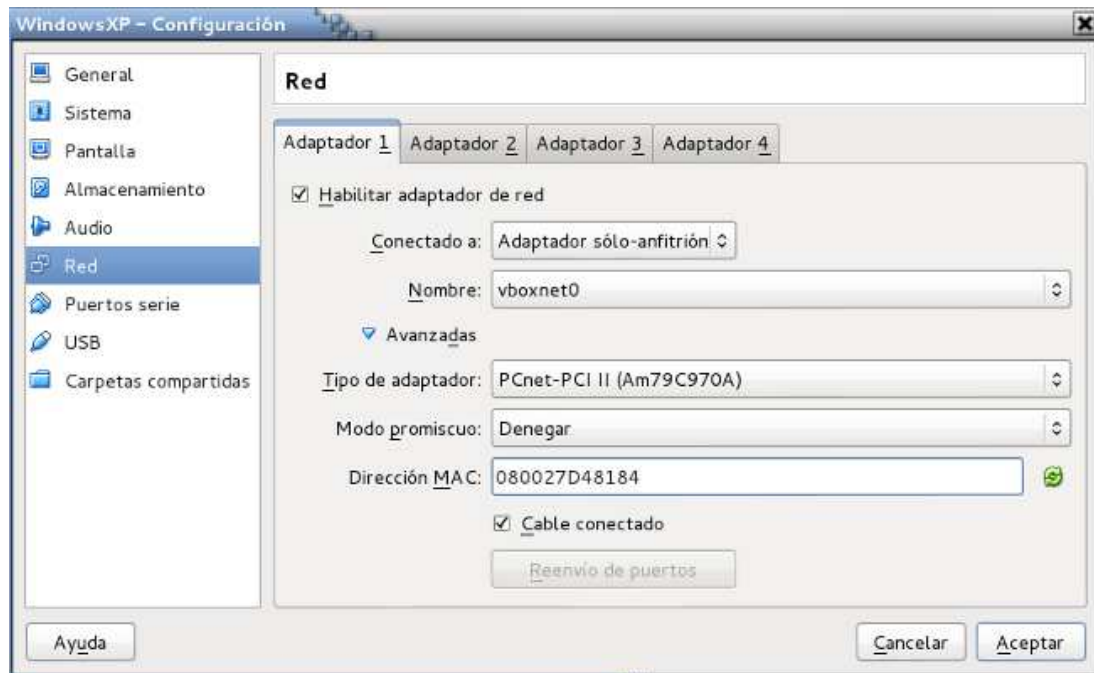 WindowsXP - Configuración
General
Sistema
Pantalla
Almacenamiento
Audio
Red
Puertos serie
USB
Carpetas compartidas
Red
Adaptador 1 Adaptador 2 Adaptador 3 Adaptador 4
Habilitar adaptador de red
Conectado a: Adaptador sólo-anfitrión
Nombre: vboxnet0
Avanzadas
Tipo de adaptador: PCnet-PCI II (Am79C970A)
Modo promiscuo: Denegar
Dirección MAC: 080027D48184
Cable conectado
Reenvío de puertos
Ayuda Cancelar Aceptar